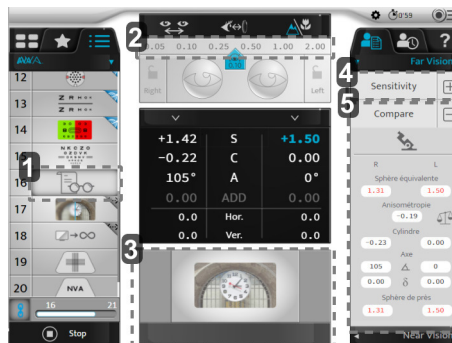 0:59
AVA
12
13
14
15
NECZO
16
17
18
→∞
19
20 NVA
16 21
Stop
1
2
0.05 0.10 0.25 0.50 1.00 2.00
0.10
Right Left
+1.42 S +1.50
-0.22 C 0.00
105° A 0°
0.00 ADD 0.00
0.0 Hor. 0.0
0.0 Ver. 0.0
3
?
Far Vision
4
Sensitivity +
5
Compare −
R L
Sphère équivalente
1.31 1.50
Anisométropie
-0.19
Cylindre
-0.23 0.00
Axe
105 0
0.00 δ 0.00
Sphère de près
1.31 1.50
Near Vision